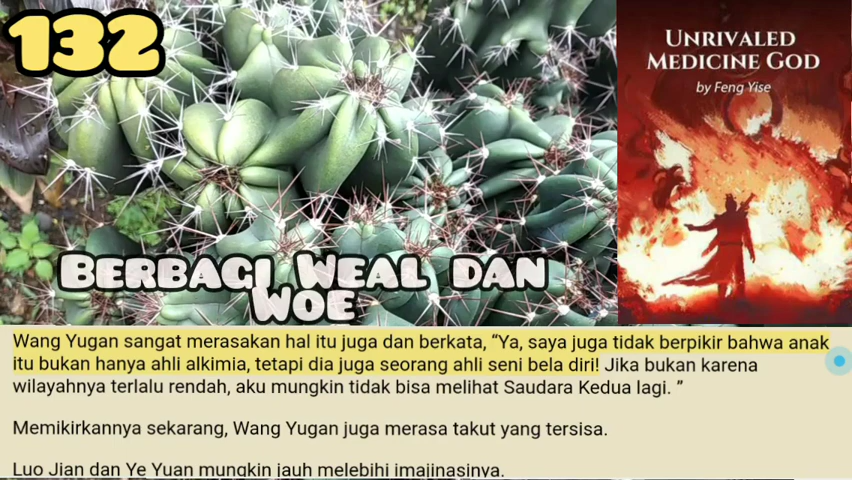 132
UNRIVALED
MEDICINE GOD
by Feng Yise
BERBAGI WEAL DAN
WOE
Wang Yugan sangat merasakan hal itu juga dan berkata, “Ya, saya juga tidak berpikir bahwa anak
itu bukan hanya ahli alkimia, tetapi dia juga seorang ahli seni bela diri! Jika bukan karena
wilayahnya terlalu rendah, aku mungkin tidak bisa melihat Saudara Kedua lagi. ”
Memikirkannya sekarang, Wang Yugan juga merasa takut yang tersisa.
Luo Jian dan Ye Yuan mungkin jauh melebihi imajinasinya.